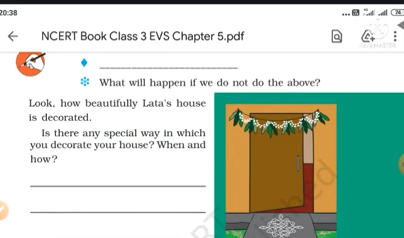 20:38
NCERT Book Class 3 EVS Chapter 5.pdf
What will happen if we do not do the above?
Look, how beautifully Lata's house
is decorated.
Is there any special way in which
you decorate your house? When and
how?